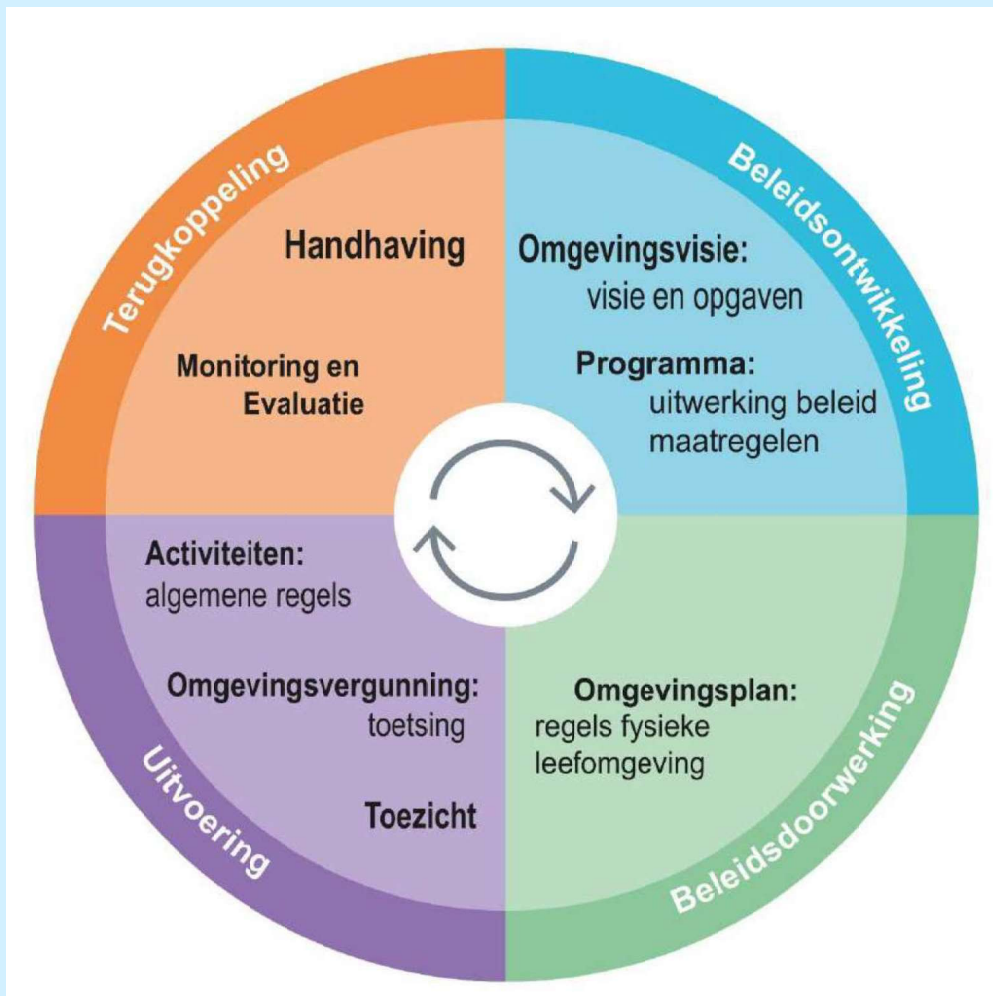 Beleidsontwikkeling
Omgevingsvisie:
visie en opgaven
Programma:
uitwerking beleid
maatregelen
Beleidsdoorwerking
Omgevingsplan:
regels fysieke
leefomgeving
Uitvoering
Activiteiten:
algemene regels
Omgevingsvergunning:
toetsing
Toezicht
Terugkoppeling
Handhaving
Monitoring en
Evaluatie